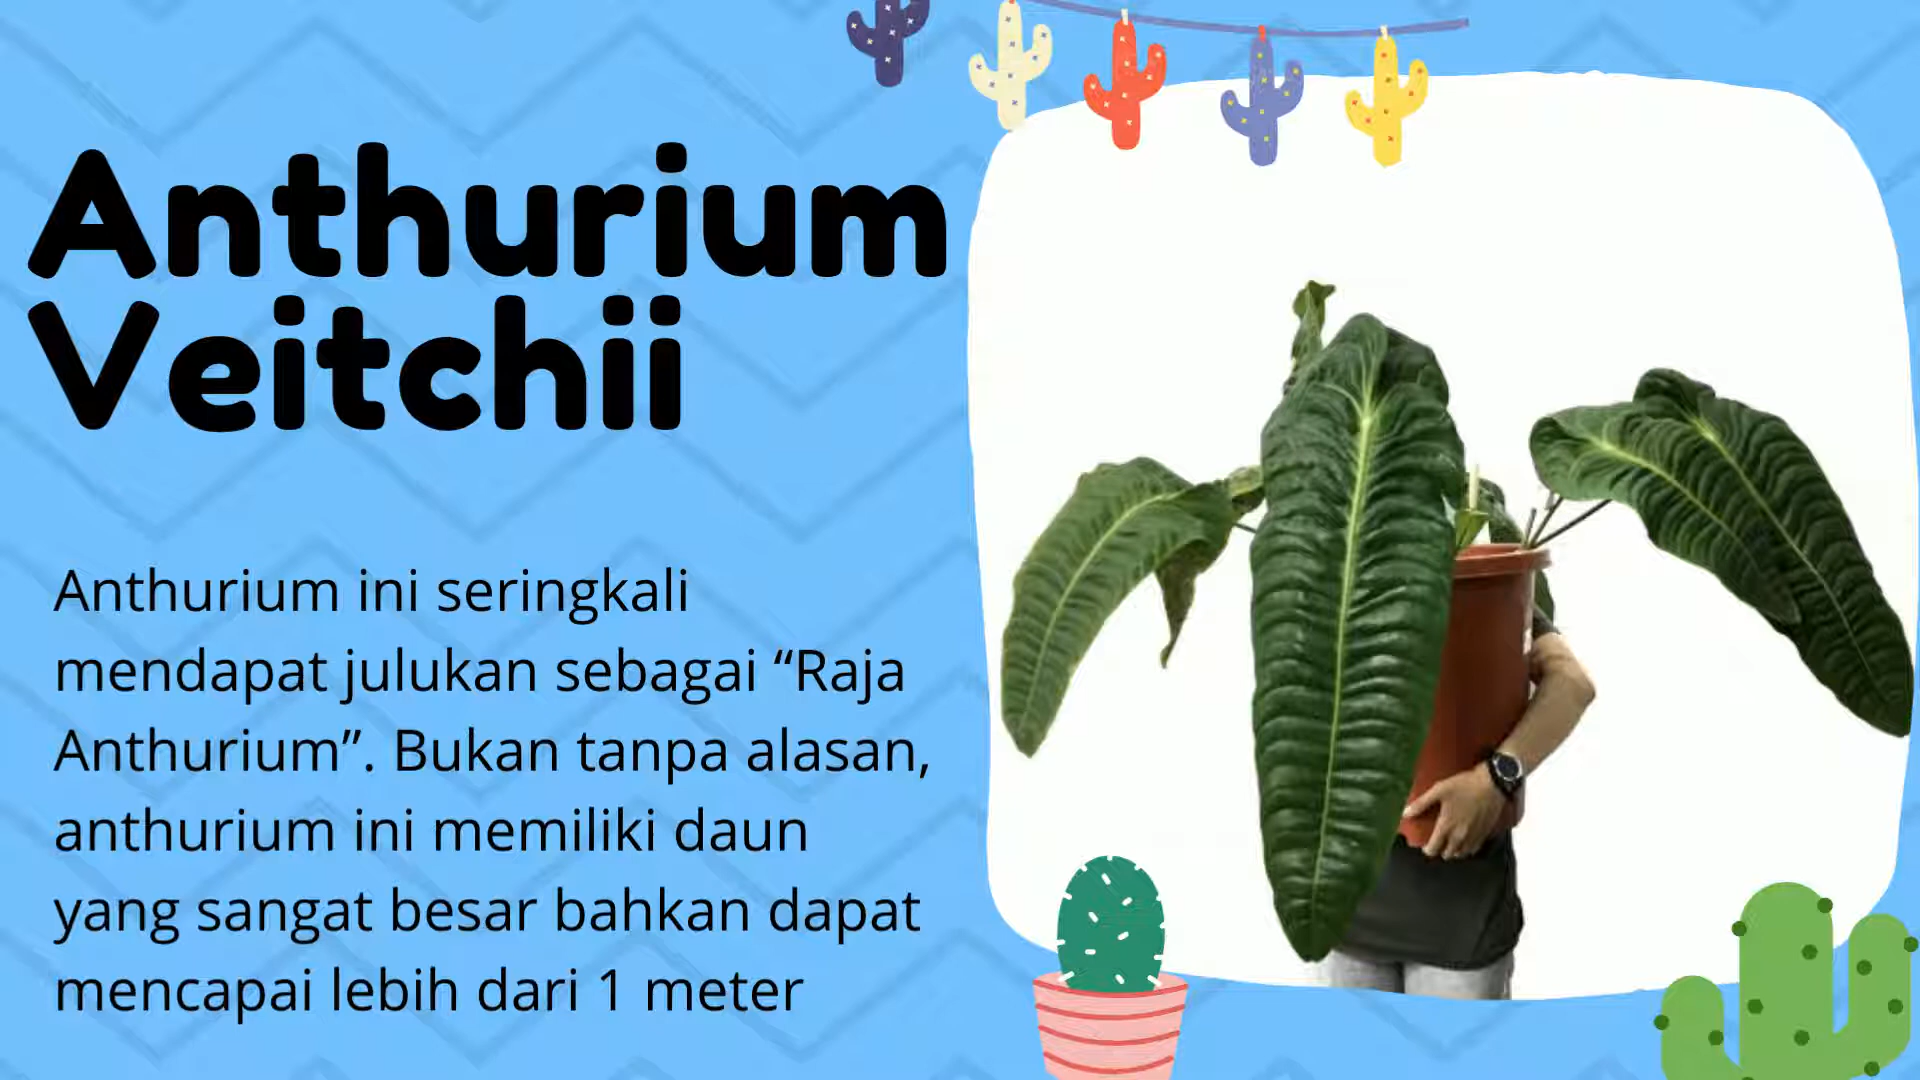 Anthurium
Veitchii
Anthurium ini seringkali
mendapat julukan sebagai “Raja
Anthurium”. Bukan tanpa alasan,
anthurium ini memiliki daun
yang sangat besar bahkan dapat
mencapai lebih dari 1 meter